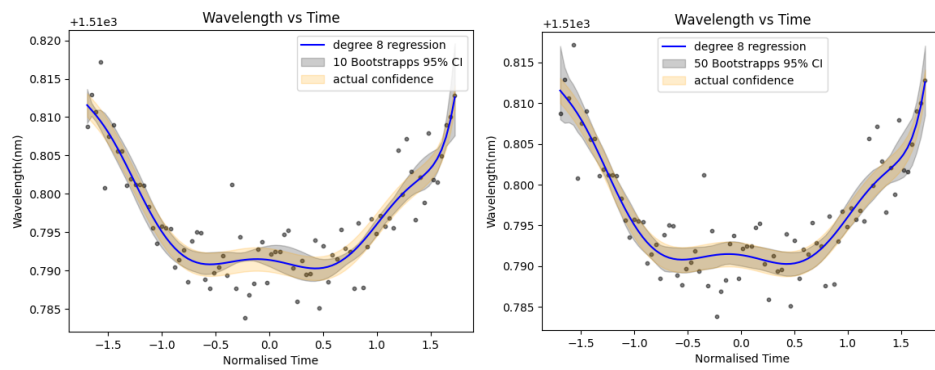 Wavelength vs Time
+1.51e3
degree 8 regression
10 Bootstrapps 95% CI
actual confidence
0.820
0.815
0.810
0.805
0.800
0.795
0.790
0.785
Wavelength(nm)
−1.5 −1.0 −0.5 0.0 0.5 1.0 1.5
Normalised Time
Wavelength vs Time
+1.51e3
degree 8 regression
50 Bootstrapps 95% CI
actual confidence
0.815
0.810
0.805
0.800
0.795
0.790
0.785
Wavelength(nm)
−1.5 −1.0 −0.5 0.0 0.5 1.0 1.5
Normalised Time